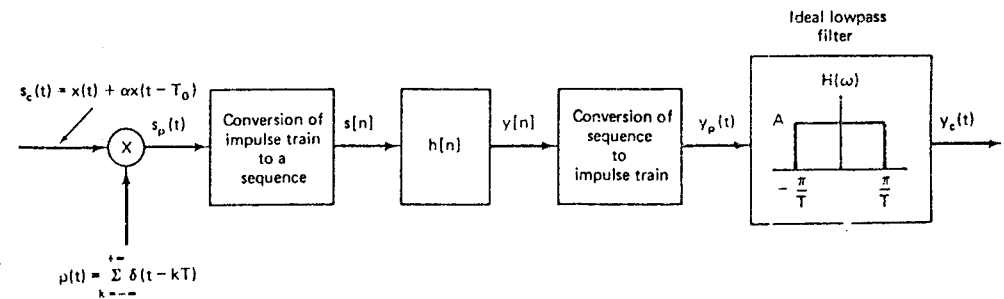 Ideal lowpass
filter
s_c(t) = x(t) + αx(t − T_0)
s_p(t)
X
Conversion of
impulse train
to a
sequence
s[n]
h[n]
y[n]
Conversion
of
sequence
to
impulse train
y_p(t)
H(ω)
A
− π/T
π/T
y_c(t)
p(t) = Σ δ(t − kT)
+∞
k = −∞